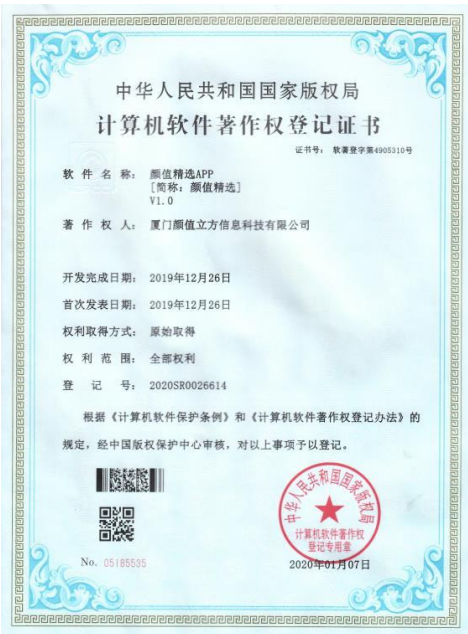 中华人民共和国国家版权局
计算机软件著作权登记证书
证书号： 软著登字第4905310号
软件名称： 颜值精选APP
[简称：颜值精选]
V1.0
著作权人： 厦门颜值立方信息科技有限公司
开发完成日期： 2019年12月26日
首次发表日期： 2019年12月26日
权利取得方式： 原始取得
权利范围： 全部权利
登记号： 2020SR0026614
根据《计算机软件保护条例》和《计算机软件著作权登记办法》的
规定，经中国版权保护中心审核，对以上事项予以登记。
中华人民共和国国家版权局
计算机软件著作权
登记专用章
No. 05185535
2020年01月07日